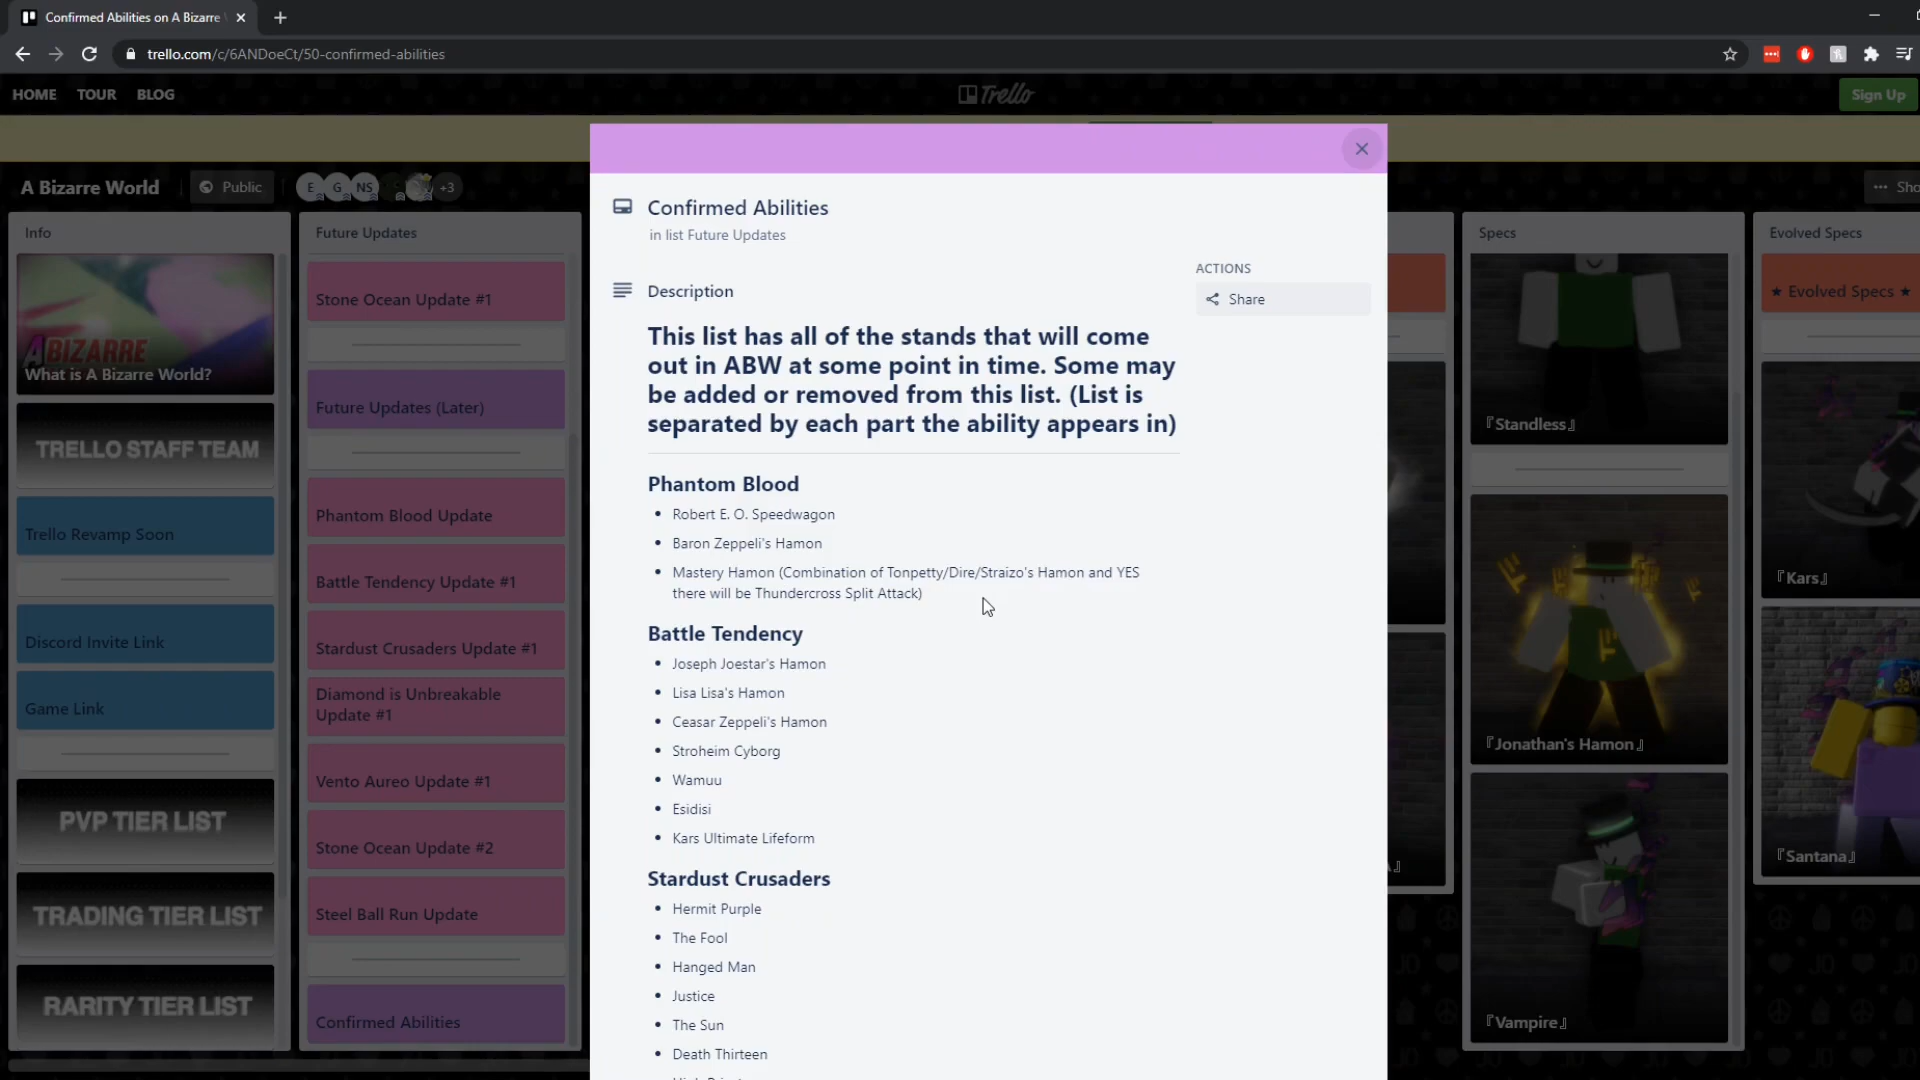 Confirmed Abilities on A Bizarre
trello.com/c/6ANDoeCt/50-confirmed-abilities
HOME TOUR BLOG
Trello
Sign Up
A Bizarre World
Public
E G NS +3
Sho
Info
A BIZARRE
What is A Bizarre World?
TRELLO STAFF TEAM
Trello Revamp Soon
Discord Invite Link
Game Link
PVP TIER LIST
TRADING TIER LIST
RARITY TIER LIST
Future Updates
Stone Ocean Update #1
Future Updates (Later)
Phantom Blood Update
Battle Tendency Update #1
Stardust Crusaders Update #1
Diamond is Unbreakable
Update #1
Vento Aureo Update #1
Stone Ocean Update #2
Steel Ball Run Update
Confirmed Abilities
Confirmed Abilities
in list Future Updates
Description
This list has all of the stands that will come
out in ABW at some point in time. Some may
be added or removed from this list. (List is
separated by each part the ability appears in)
Phantom Blood
• Robert E. O. Speedwagon
• Baron Zeppeli's Hamon
• Mastery Hamon (Combination of Tonpetty/Dire/Straizo's Hamon and YES
there will be Thundercross Split Attack)
Battle Tendency
• Joseph Joestar's Hamon
• Lisa Lisa's Hamon
• Ceasar Zeppeli's Hamon
• Stroheim Cyborg
• Wamuu
• Esidisi
• Kars Ultimate Lifeform
Stardust Crusaders
• Hermit Purple
• The Fool
• Hanged Man
• Justice
• The Sun
• Death Thirteen
ACTIONS
Share
Specs
『Standless』
『Jonathan's Hamon』
『Vampire』
Evolved Specs
★ Evolved Specs ★
『Kars』
『Santana』